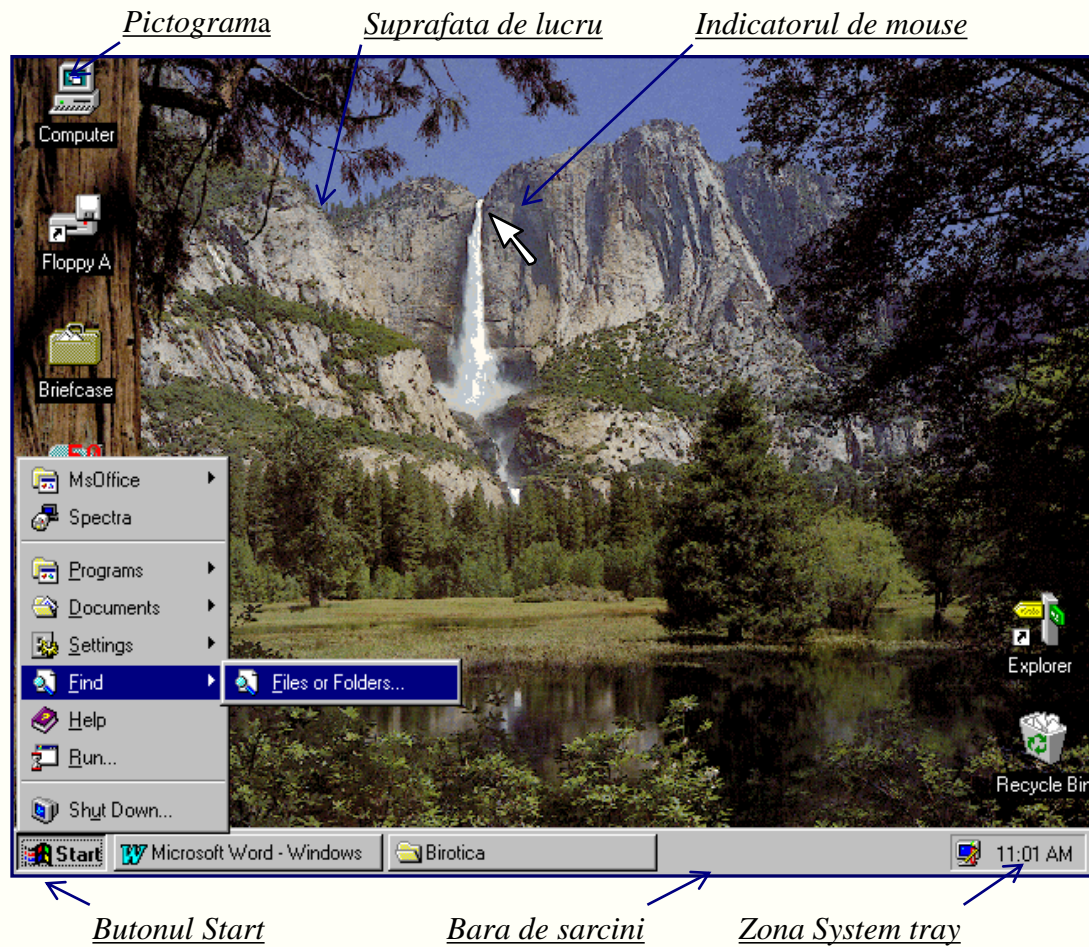 Pictograma Suprafata de lucru Indicatorul de mouse
Computer
Floppy A
Briefcase
MsOffice
Spectra
Programs
Documents
Settings
Find Files or Folders...
Help
Run...
Shut Down...
Explorer
Recycle Bin
Start Microsoft Word - Windows Birotica 11:01 AM
Butonul Start Bara de sarcini Zona System tray